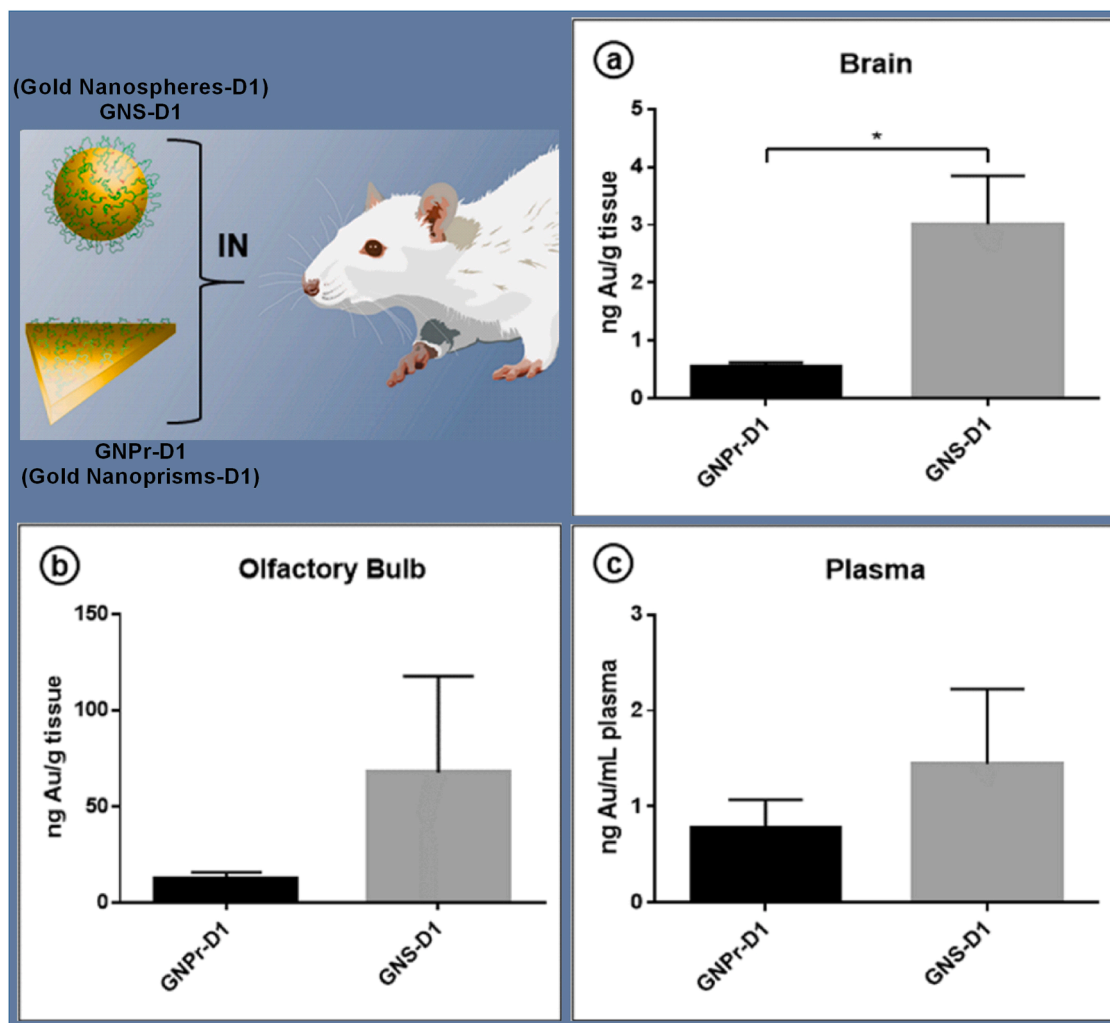 (Gold Nanospheres-D1)
GNS-D1
IN
GNPr-D1
(Gold Nanoprisms-D1)
a
Brain
5
4
3
2
1
0
ng Au/g tissue
*
GNPr-D1
GNS-D1
b
Olfactory Bulb
150
100
50
0
ng Au/g tissue
GNPr-D1
GNS-D1
c
Plasma
3
2
1
0
ng Au/mL plasma
GNPr-D1
GNS-D1